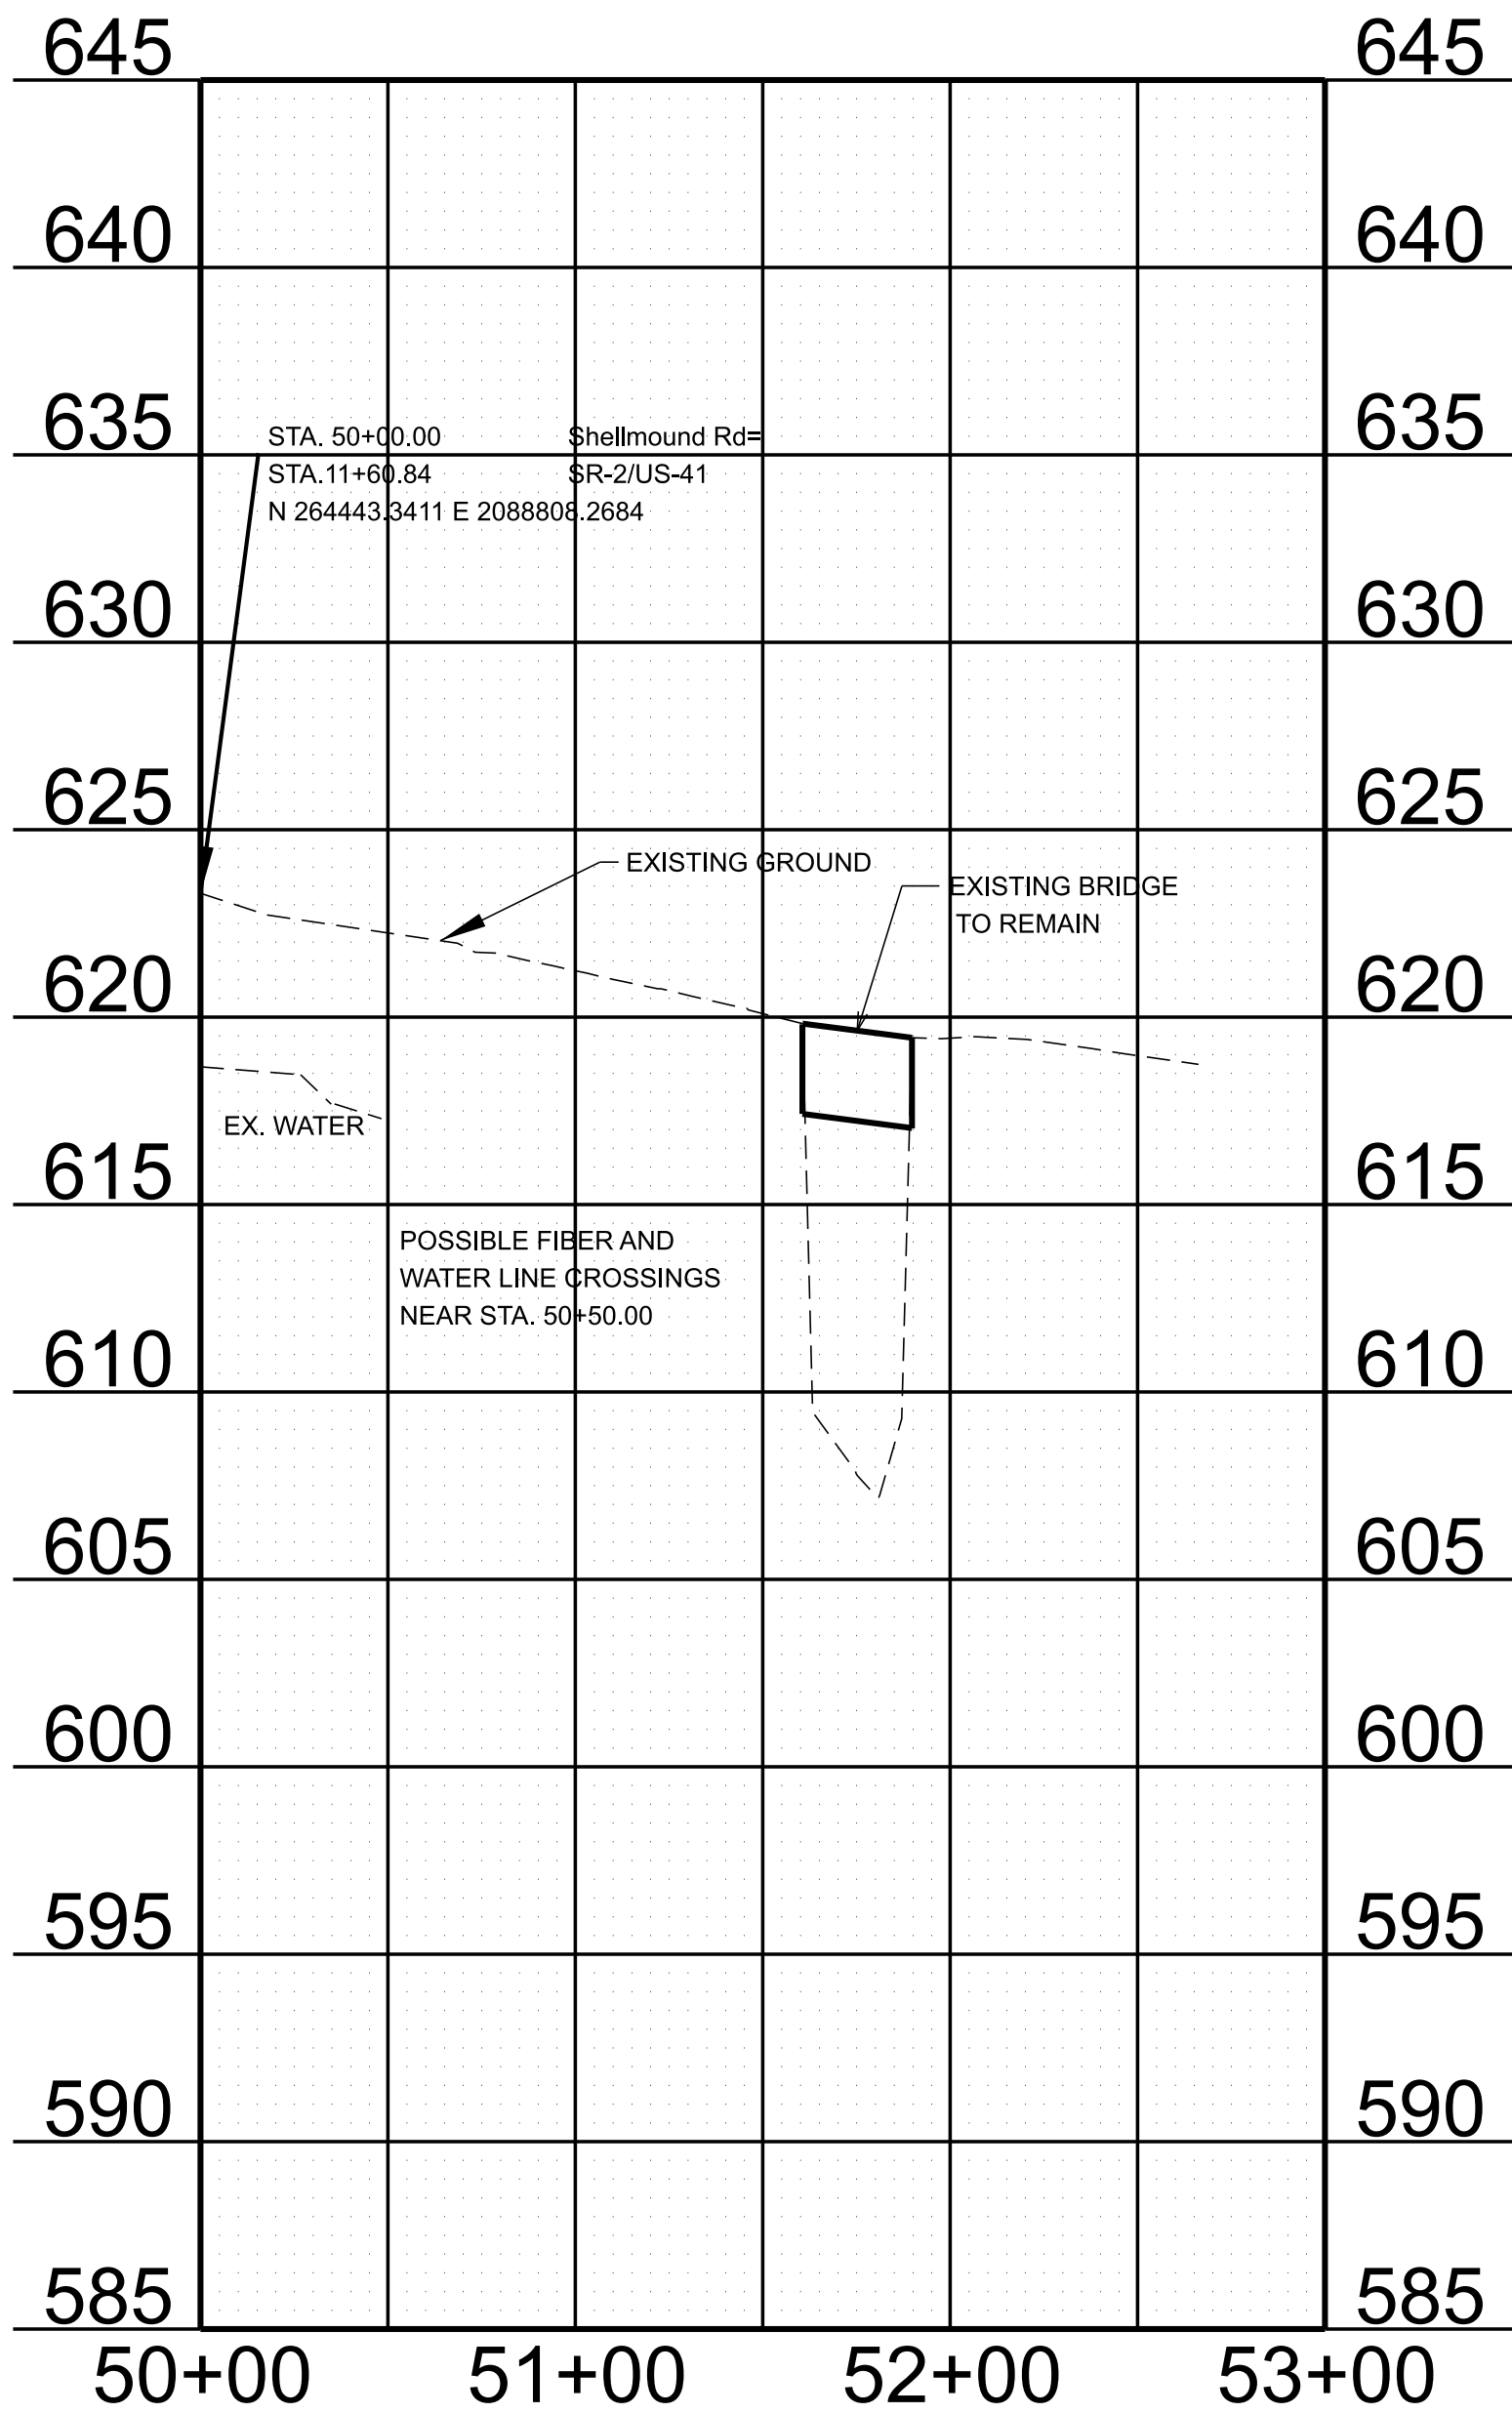 645 645
640 640
635 635
STA. 50+00.00 Shellmound Rd=
STA.11+60.84 SR-2/US-41
N 264443.3411 E 2088808.2684
630 630
625 625
EXISTING GROUND
EXISTING BRIDGE
TO REMAIN
620 620
EX. WATER
615 615
POSSIBLE FIBER AND
WATER LINE CROSSINGS
NEAR STA. 50+50.00
610 610
605 605
600 600
595 595
590 590
585 585
50+00 51+00 52+00 53+00